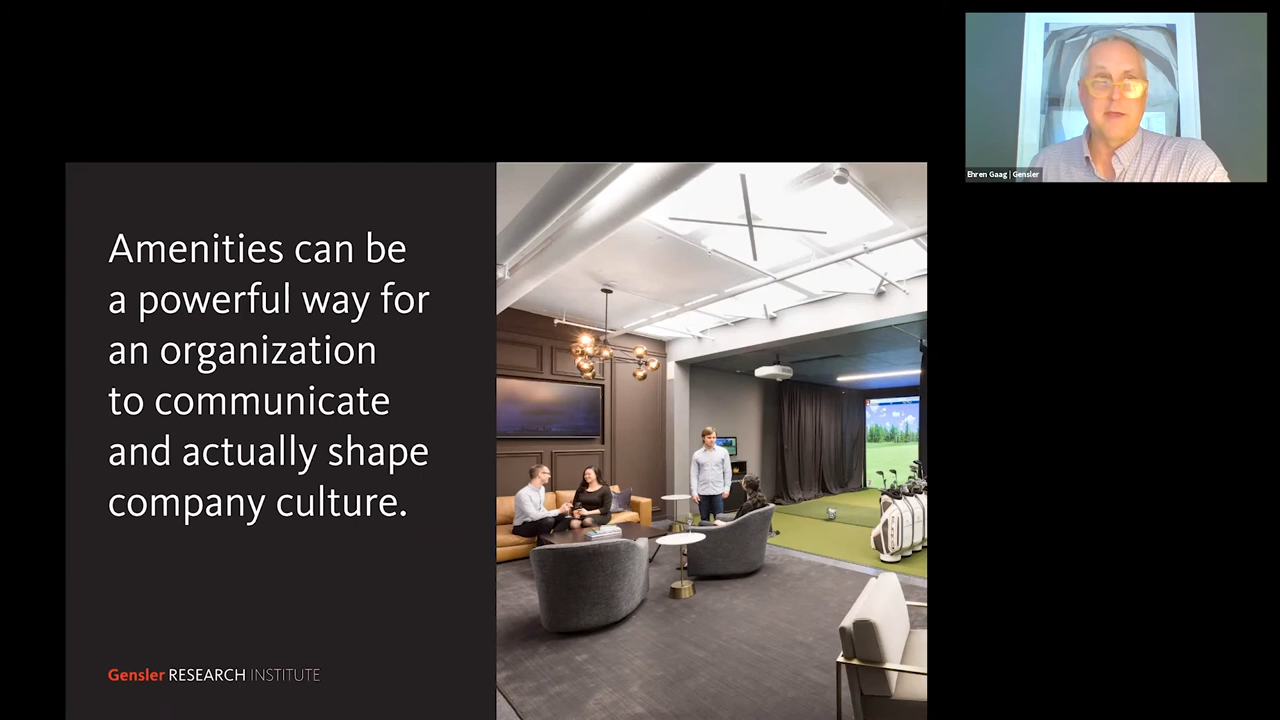 Ehren Gaag | Gensler
Amenities can be
a powerful way for
an organization
to communicate
and actually shape
company culture.
Gensler RESEARCH INSTITUTE